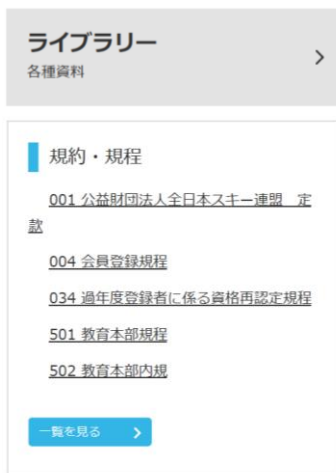 ライブラリー
各種資料
規約・規程
001 公益財団法人全日本スキー連盟　定
款
004 会員登録規程
034 過年度登録者に係る資格再認定規程
501 教育本部規程
502 教育本部内規
一覧を見る